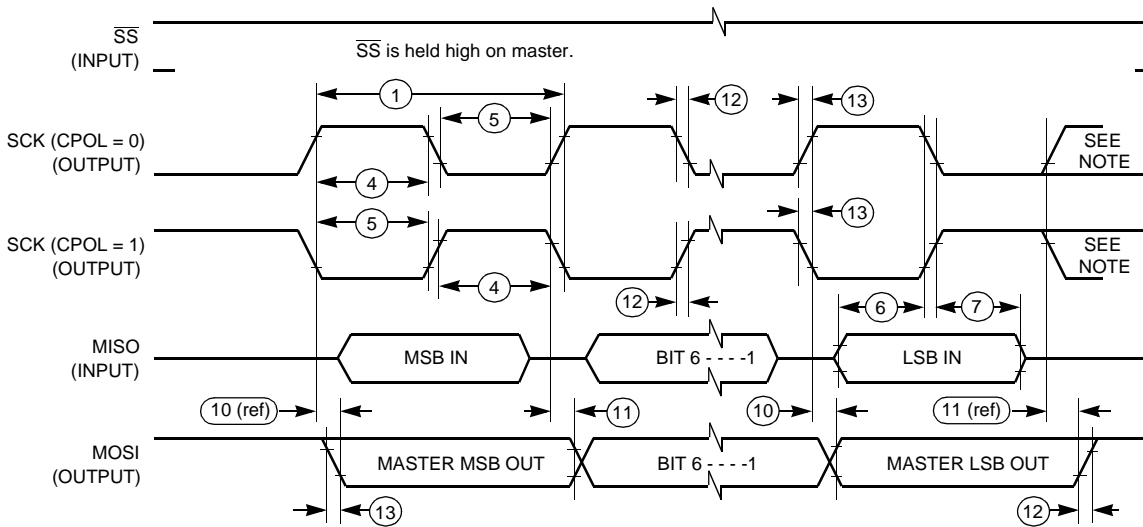 SS
(INPUT)
SS is held high on master.
1
12
13
5
SCK (CPOL = 0)
(OUTPUT)
SEE
NOTE
4
5
13
SCK (CPOL = 1)
(OUTPUT)
SEE
NOTE
4
12
6
7
MISO
(INPUT)
MSB IN
BIT 6 - - - -1
LSB IN
10 (ref)
11
10
11 (ref)
MOSI
(OUTPUT)
MASTER MSB OUT
BIT 6 - - - -1
MASTER LSB OUT
13
12